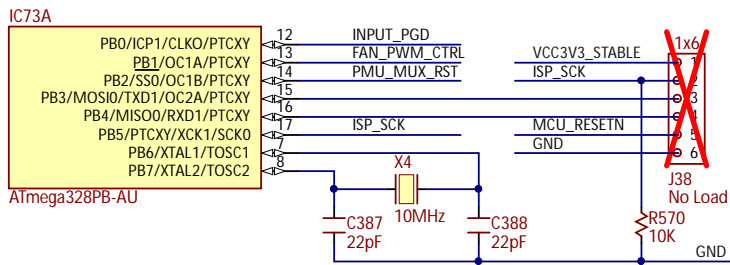 IC73A
PB0/ICP1/CLKO/PTCXY 12 INPUT_PGD
PB1/OC1A/PTCXY 13 FAN_PWM_CTRL
PB2/SS0/OC1B/PTCXY 14 PMU_MUX_RST
PB3/MOSI0/TXD1/OC2A/PTCXY 15
PB4/MISO0/RXD1/PTCXY 16
PB5/PTCXY/XCK1/SCK0 17 ISP_SCK
PB6/XTAL1/TOSC1 7
PB7/XTAL2/TOSC2 8
ATmega328PB-AU
1x6
VCC3V3_STABLE 1
ISP_SCK 2
3
4
MCU_RESETN 5
GND 6
J38
No Load
X4
10MHz
C387
22pF
C388
22pF
R570
10K
GND